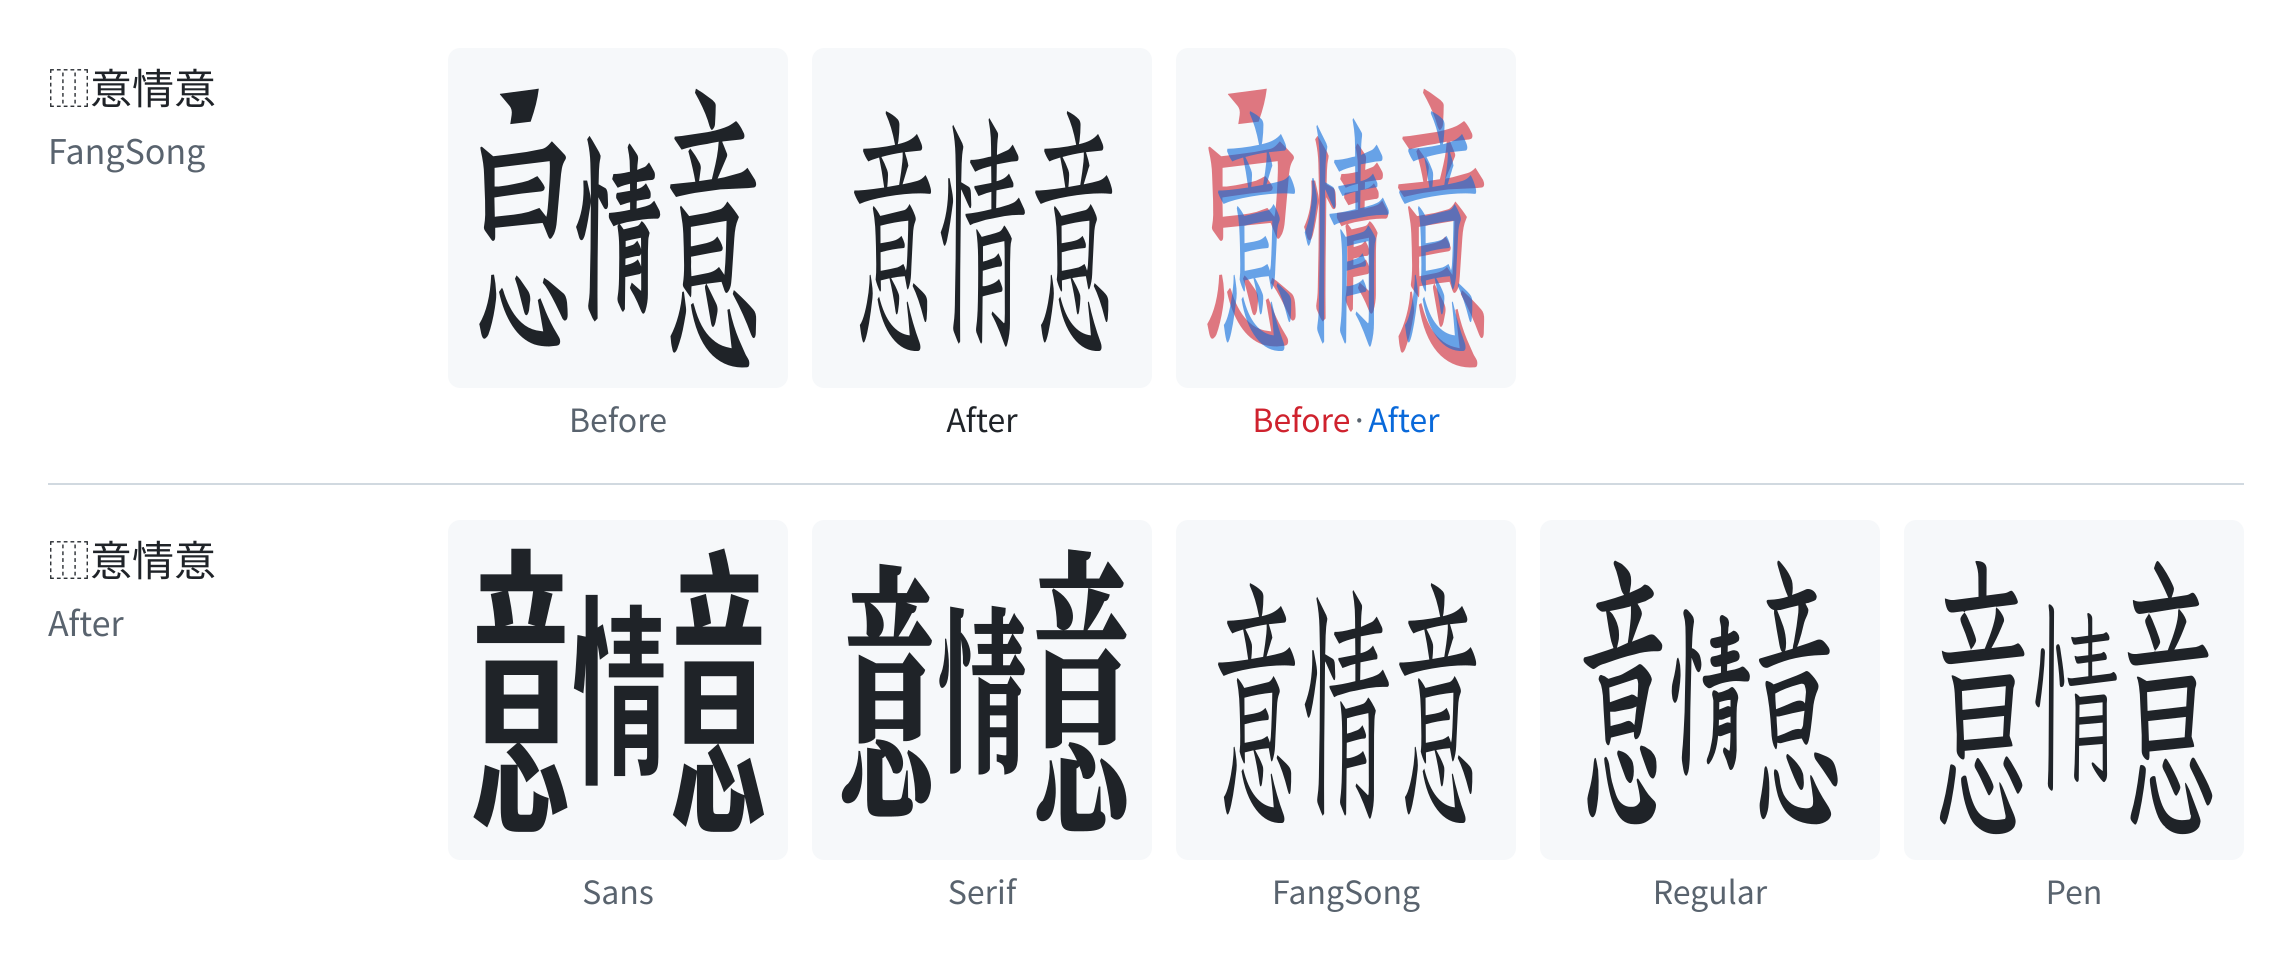 ⿲意情意
FangSong
Before
After
Before · After
⿲意情意
After
Sans
Serif
FangSong
Regular
Pen